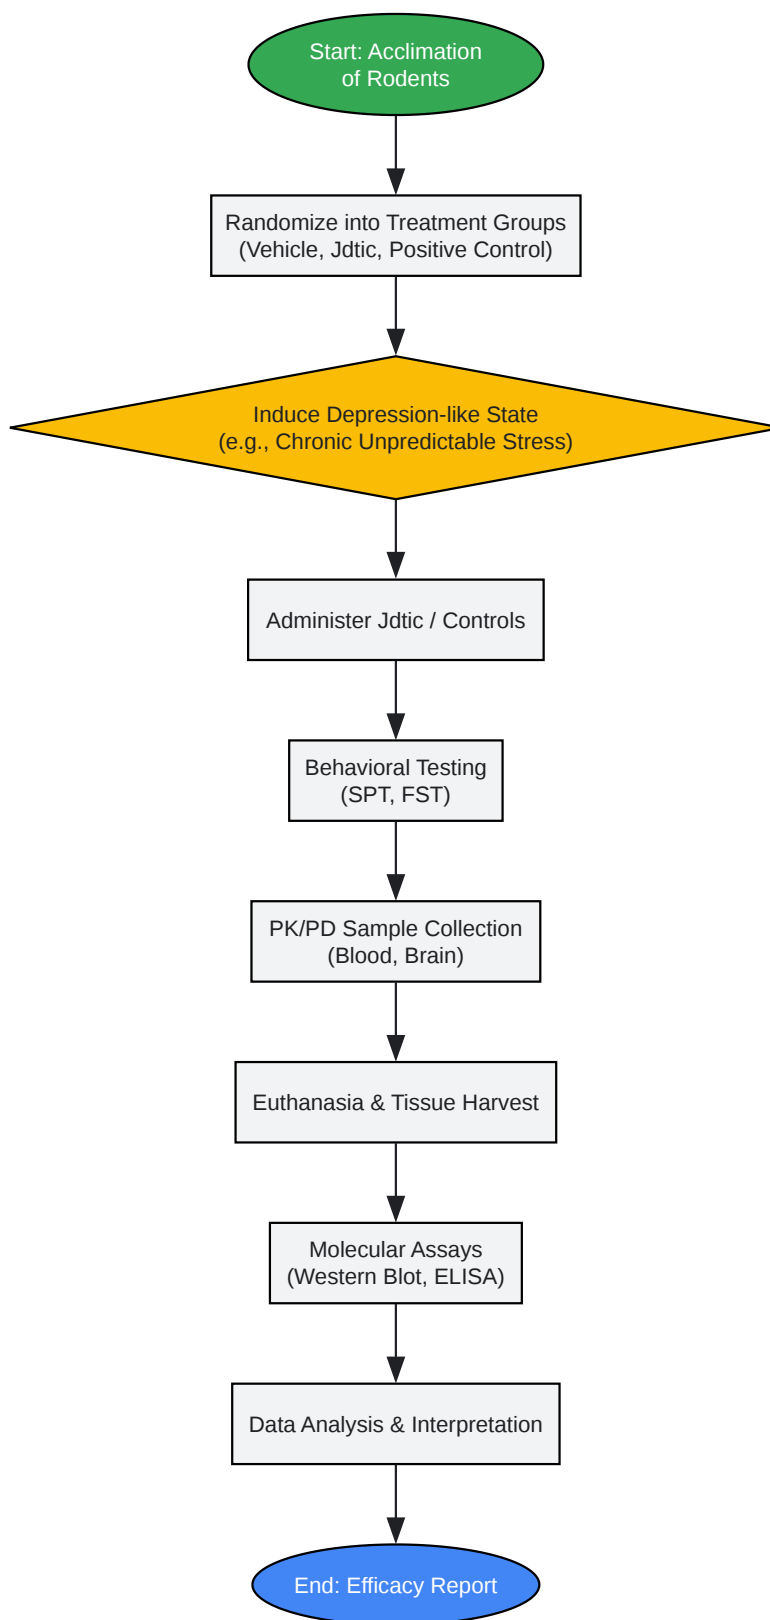 Start: Acclimation
of Rodents
Randomize into Treatment Groups
(Vehicle, Jdtic, Positive Control)
Induce Depression-like State
(e.g., Chronic Unpredictable Stress)
Administer Jdtic / Controls
Behavioral Testing
(SPT, FST)
PK/PD Sample Collection
(Blood, Brain)
Euthanasia & Tissue Harvest
Molecular Assays
(Western Blot, ELISA)
Data Analysis & Interpretation
End: Efficacy Report